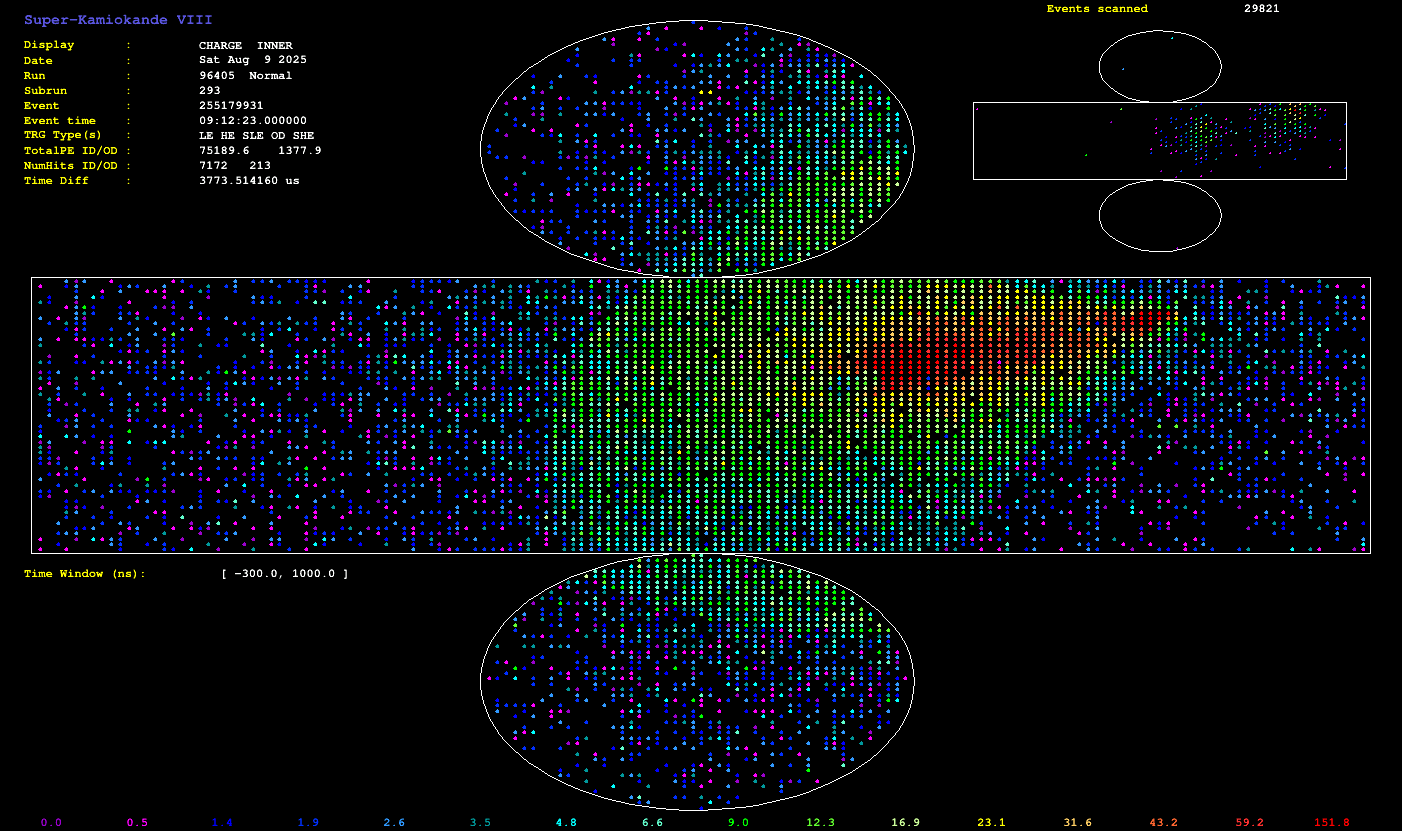 Super-Kamiokande VIII
Events scanned 29821
Display : CHARGE INNER
Date : Sat Aug 9 2025
Run : 96405 Normal
Subrun : 293
Event : 255179931
Event time : 09:12:23.000000
TRG Type(s) : LE HE SLE OD SHE
TotalPE ID/OD : 75189.6 1377.9
NumHits ID/OD : 7172 213
Time Diff : 3773.514160 us
Time Window (ns): [ -300.0, 1000.0 ]
0.0 0.5 1.4 1.9 2.6 3.5 4.8 6.6 9.0 12.3 16.9 23.1 31.6 43.2 59.2 151.8